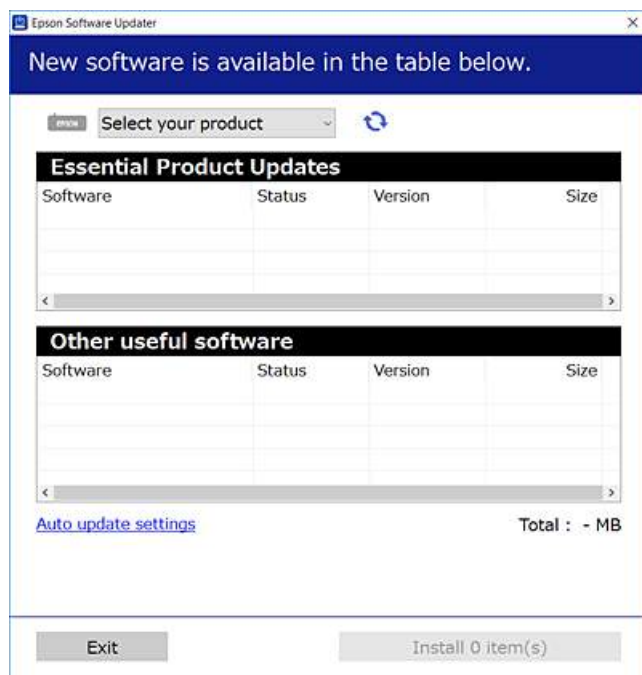 Epson Software Updater
New software is available in the table below.
EPSON Select your product
Essential Product Updates
Software Status Version Size
Other useful software
Software Status Version Size
Auto update settings Total : - MB
Exit Install 0 item(s)